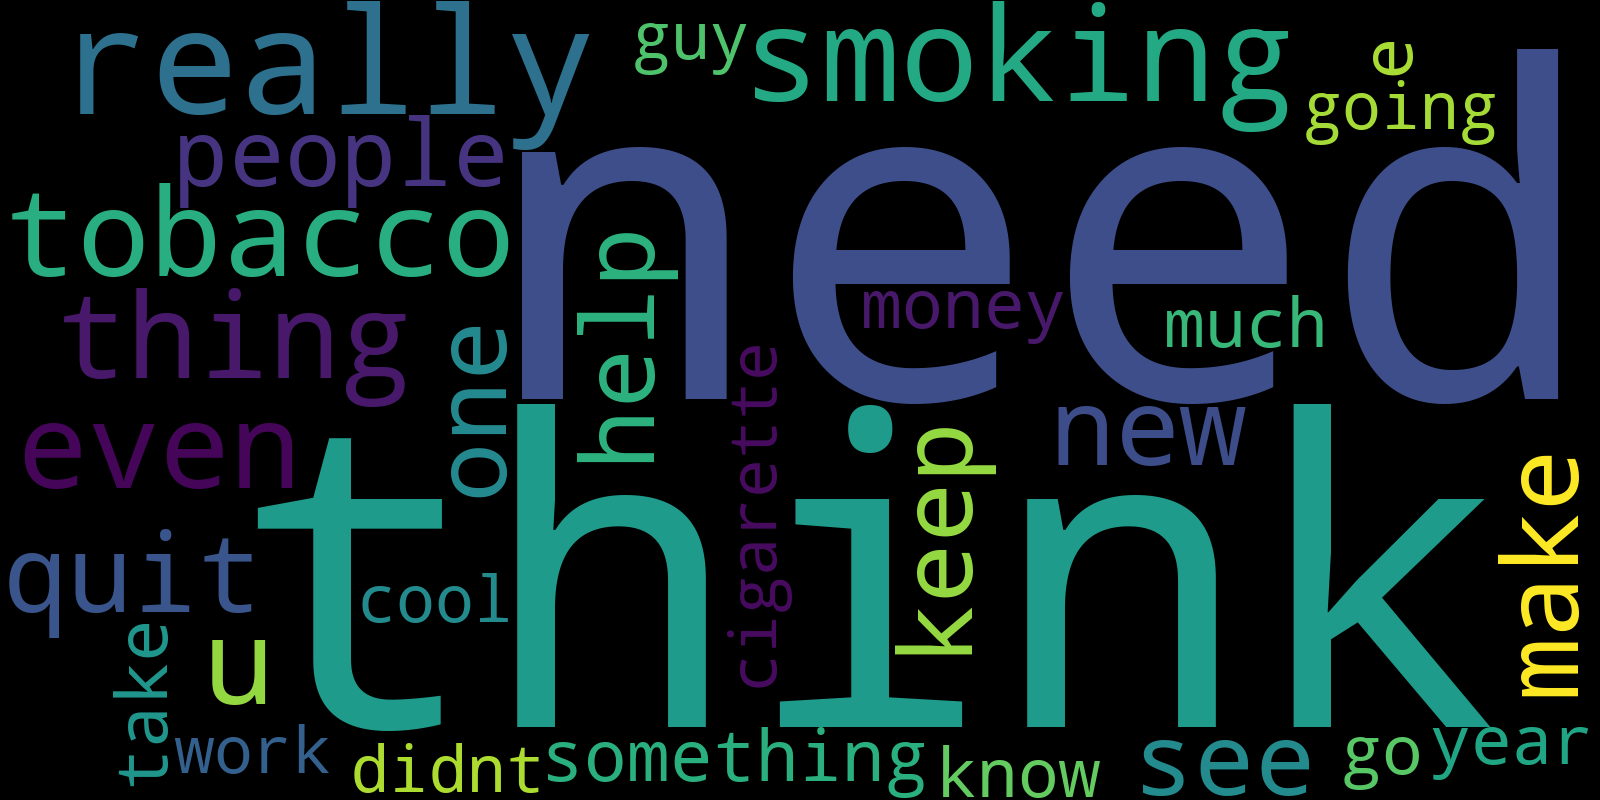 really
guy
smoking
e
going
people
need
tobacco
help
thing
money
much
one
cigarette
even
new
think
keep
make
quit
cool
take
u
work
didnt
something
know
see
go
year